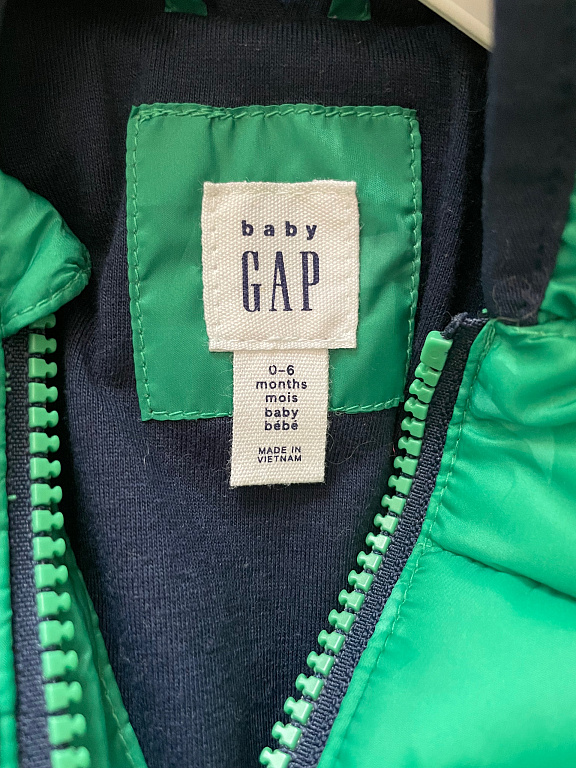 baby
GAP
0-6
months
mois
baby
bébé
MADE IN
VIETNAM